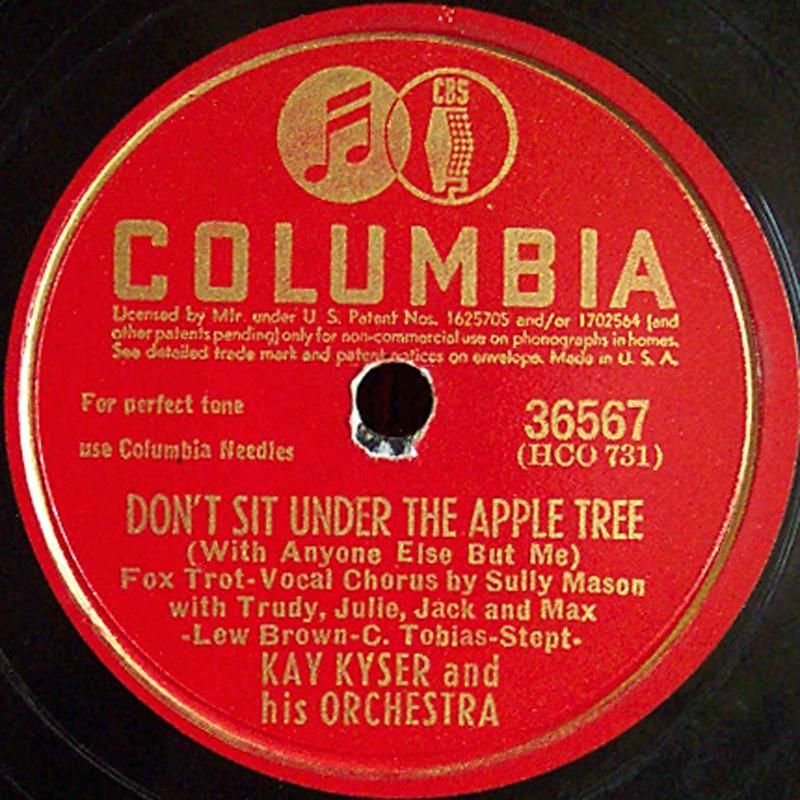 CBS
COLUMBIA
Licensed by Mfr. under U. S. Patent Nos. 1625705 and/or 1702564 (and
other patents pending) only for non-commercial use on phonographs in homes.
See detailed trade mark and patent notices on envelope. Made in U. S. A.
For perfect tone
use Columbia Needles
36567
(HCO 731)
DON'T SIT UNDER THE APPLE TREE
(With Anyone Else But Me)
Fox Trot-Vocal Chorus by Sully Mason
with Trudy, Julie, Jack and Max
-Lew Brown-C. Tobias-Stept-
KAY KYSER and
his ORCHESTRA